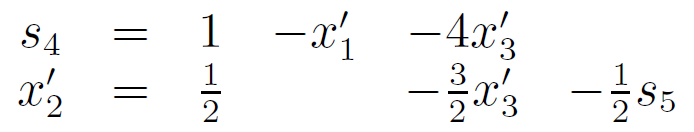 s₄ = 1 −x′₁ −4x′₃
x′₂ = 1/2 −3/2x′₃ −1/2s₅